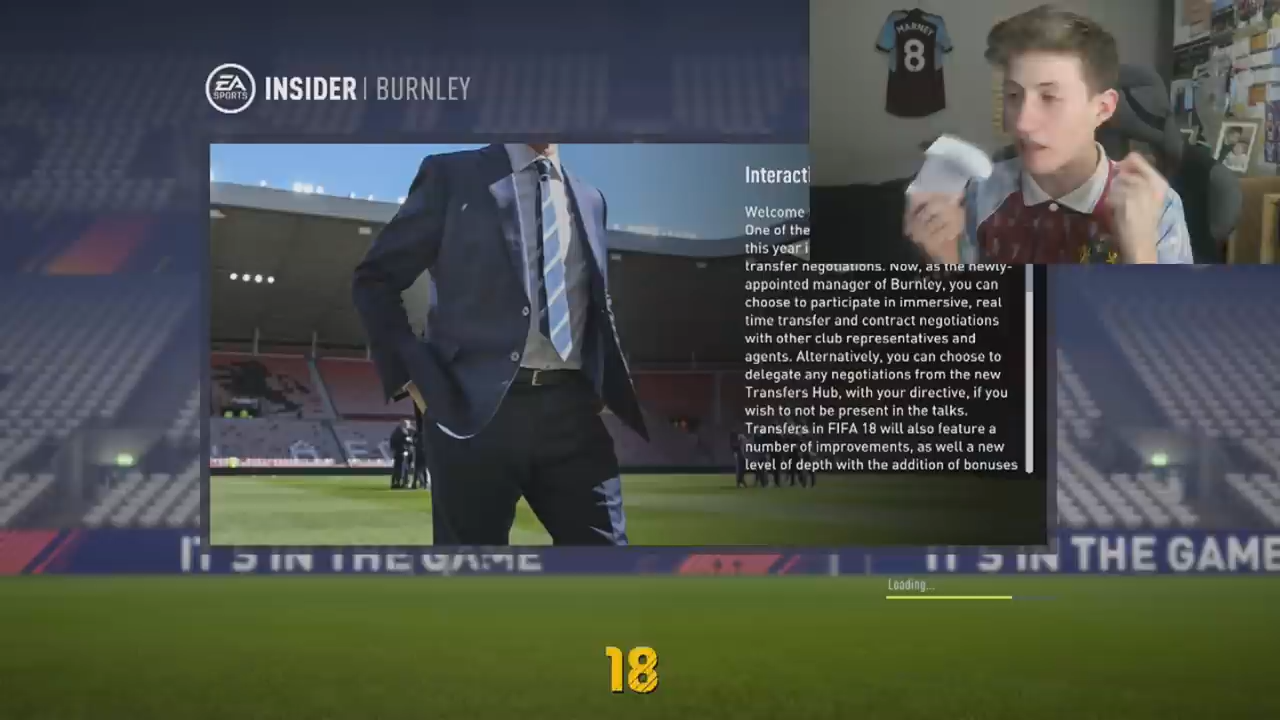 MARNEY
8
EA
SPORTS
INSIDER | BURNLEY
Interacti
Welcome
One of the
this year i
transfer negotiations. Now, as the newly-
appointed manager of Burnley, you can
choose to participate in immersive, real
time transfer and contract negotiations
with other club representatives and
agents. Alternatively, you can choose to
delegate any negotiations from the new
Transfers Hub, with your directive, if you
wish to not be present in the talks.
Transfers in FIFA 18 will also feature a
number of improvements, as well a new
level of depth with the addition of bonuses
IT'S IN THE GAME
IT'S IN THE GAME
Loading...
18